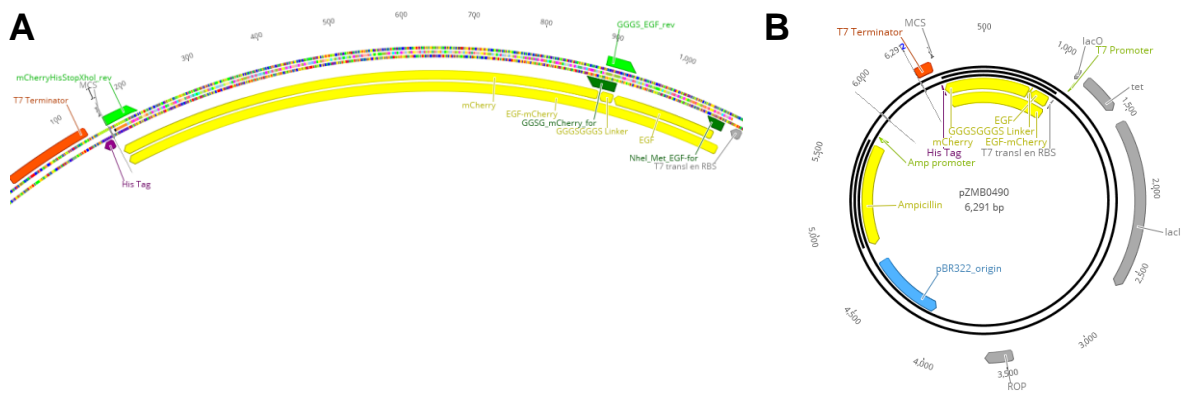 A
100
200
300
400
500
600
700
800
900
1,000
GGGS_EGF_rev
mCherryHisStopXhoI_rev
MCS
T7 Terminator
His Tag
mCherry
EGF-mCherry
GGSG_mCherry_for
GGGSGGGS Linker
EGF
NheI_Met_EGF-for
T7 transl en RBS
B
T7 Terminator
MCS
500
lacO
1,000
T7 Promoter
tet
1,500
6,000
5,500
EGF
GGGSGGGS Linker
mCherry
EGF-mCherry
His Tag
T7 transl en RBS
Amp promoter
pZMB0490
6,291 bp
2,000
Ampicillin
lacI
5,000
pBR322_origin
2,500
4,500
3,000
4,000
3,500
ROP